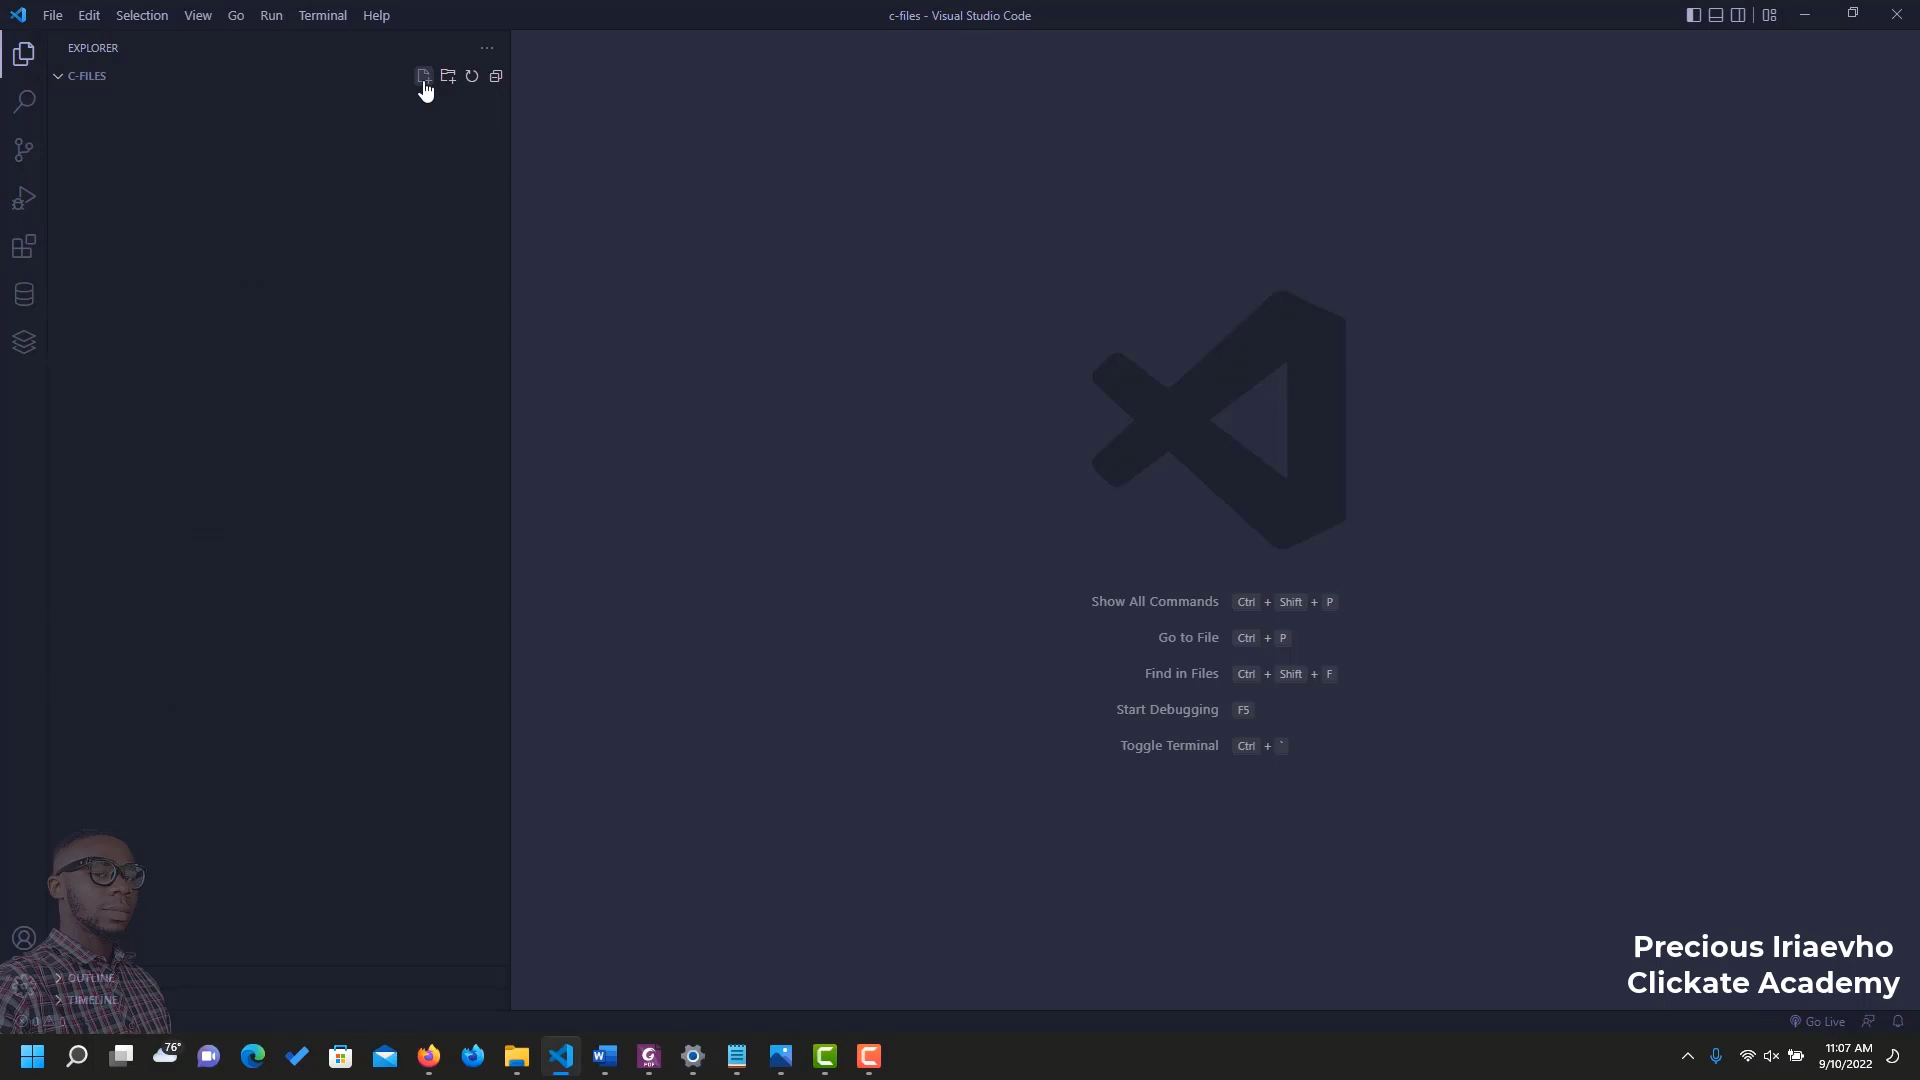 File Edit Selection View Go Run Terminal Help
c-files - Visual Studio Code
EXPLORER
C-FILES
Show All Commands Ctrl + Shift + P
Go to File Ctrl + P
Find in Files Ctrl + Shift + F
Start Debugging F5
Toggle Terminal Ctrl + `
Precious Iriaevho
Clickate Academy
OUTLINE
TIMELINE
Go Live
76°
11:07 AM
9/10/2022